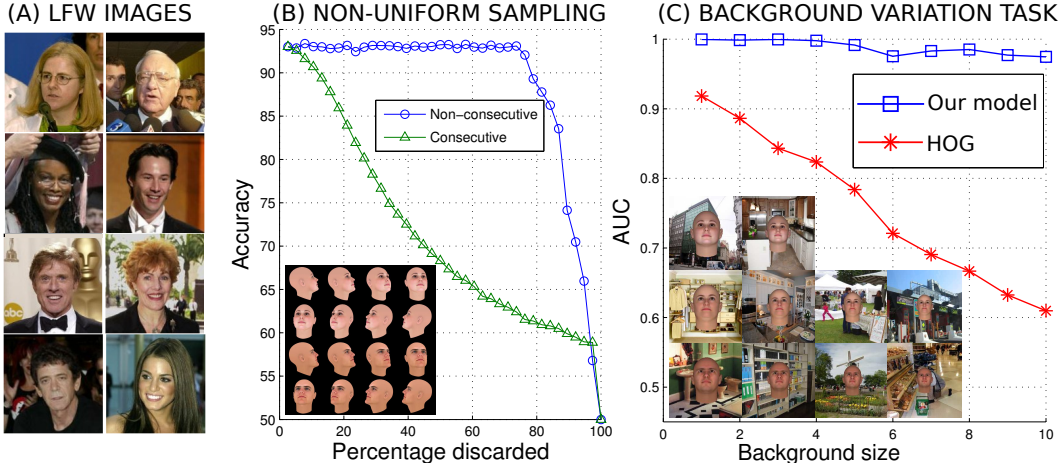 (A) LFW IMAGES
abc
(B) NON-UNIFORM SAMPLING
Accuracy
95
90
85
80
75
70
65
60
55
50
Non-consecutive
Consecutive
0 20 40 60 80 100
Percentage discarded
(C) BACKGROUND VARIATION TASK
AUC
1
0.9
0.8
0.7
0.6
0.5
Our model
HOG
0 2 4 6 8 10
Background size